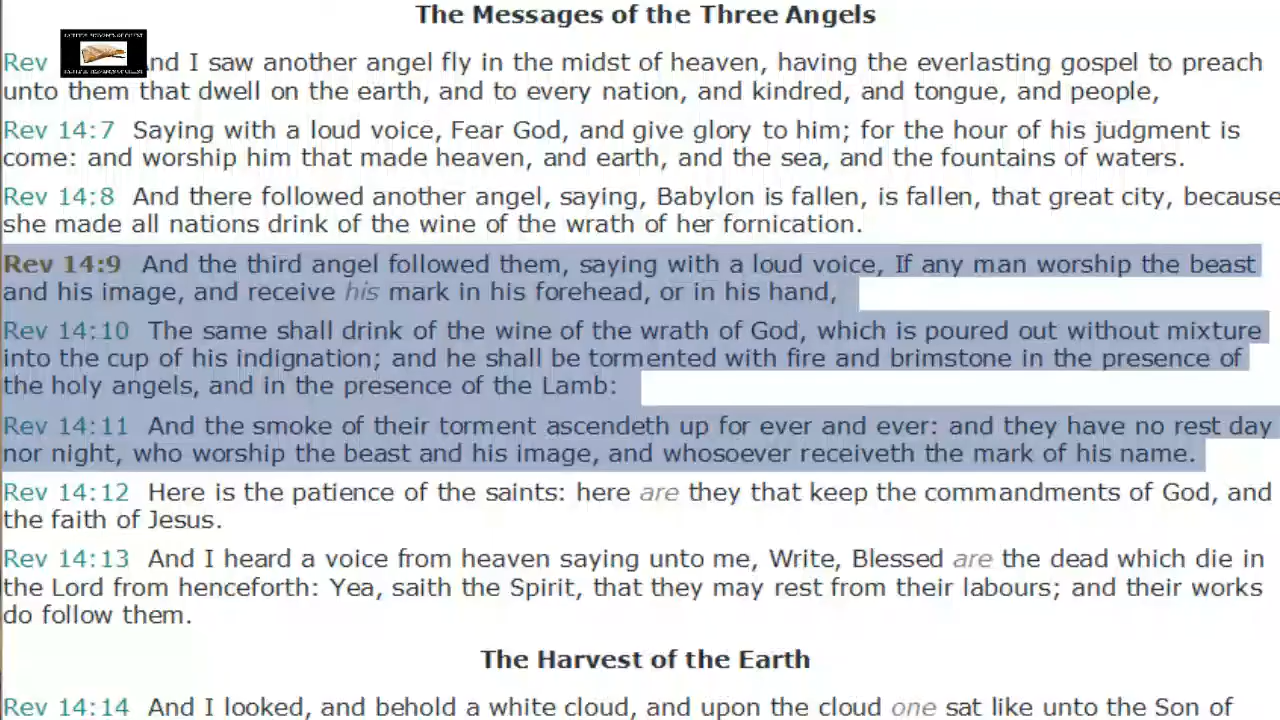 The Messages of the Three Angels
Rev And I saw another angel fly in the midst of heaven, having the everlasting gospel to preach
unto them that dwell on the earth, and to every nation, and kindred, and tongue, and people,
Rev 14:7 Saying with a loud voice, Fear God, and give glory to him; for the hour of his judgment is
come: and worship him that made heaven, and earth, and the sea, and the fountains of waters.
Rev 14:8 And there followed another angel, saying, Babylon is fallen, is fallen, that great city, because
she made all nations drink of the wine of the wrath of her fornication.
Rev 14:9 And the third angel followed them, saying with a loud voice, If any man worship the beast
and his image, and receive his mark in his forehead, or in his hand,
Rev 14:10 The same shall drink of the wine of the wrath of God, which is poured out without mixture
into the cup of his indignation; and he shall be tormented with fire and brimstone in the presence of
the holy angels, and in the presence of the Lamb:
Rev 14:11 And the smoke of their torment ascendeth up for ever and ever: and they have no rest day
nor night, who worship the beast and his image, and whosoever receiveth the mark of his name.
Rev 14:12 Here is the patience of the saints: here are they that keep the commandments of God, and
the faith of Jesus.
Rev 14:13 And I heard a voice from heaven saying unto me, Write, Blessed are the dead which die in
the Lord from henceforth: Yea, saith the Spirit, that they may rest from their labours; and their works
do follow them.
The Harvest of the Earth
Rev 14:14 And I looked, and behold a white cloud, and upon the cloud one sat like unto the Son of